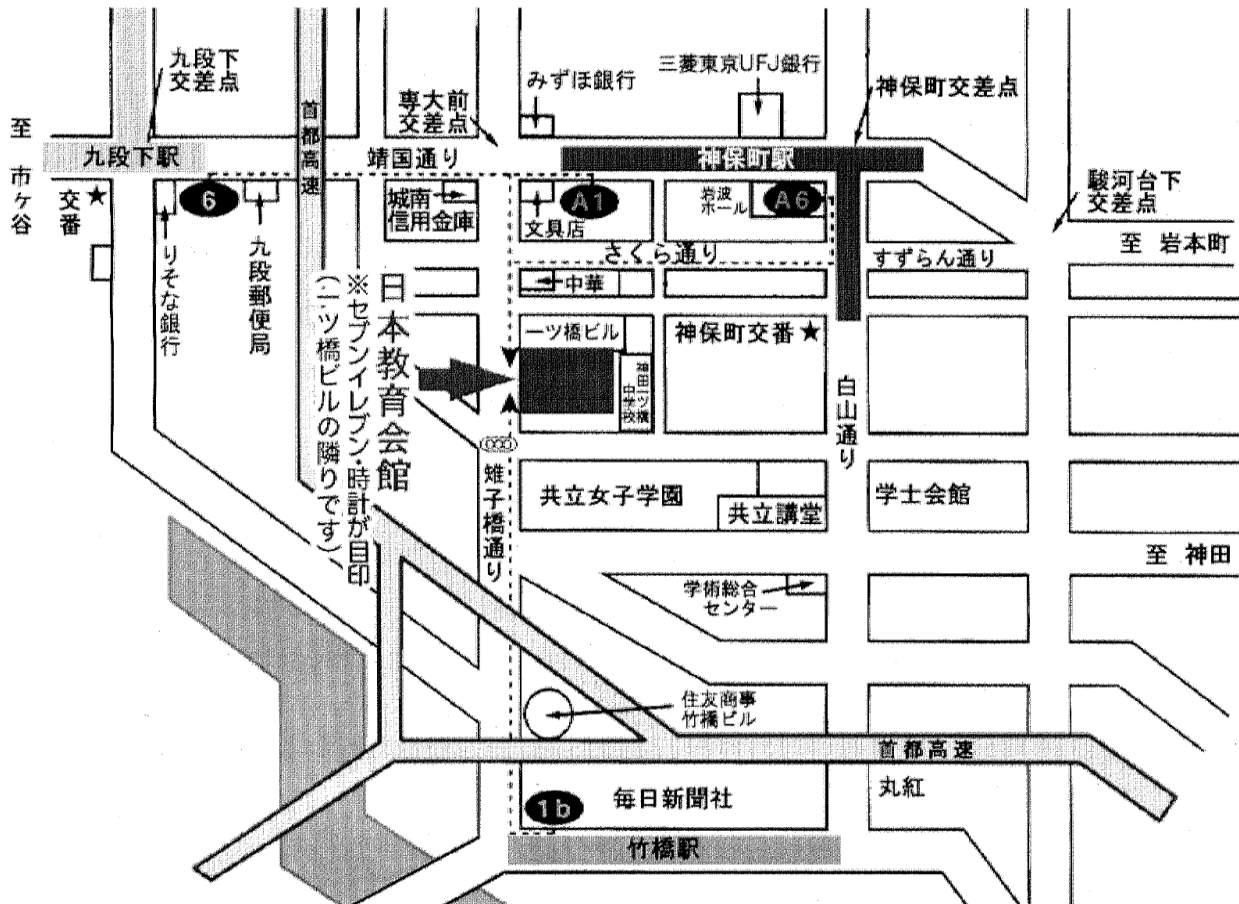 九段下
交差点
首都高速
専大前
交差点
みずほ銀行
三菱東京UFJ銀行
神保町交差点
至 市ヶ谷
九段下駅
靖国通り
神保町駅
交番
★
6
城南
信用金庫
A1
文具店
岩波
ホール
A6
駿河台下
交差点
至 岩本町
りそな銀行
九段郵便局
さくら通り
すずらん通り
中華
日本教育会館
※セブンイレブン・時計が目印
(一ツ橋ビルの隣りです)
一ツ橋ビル
神田一ツ橋
中学校
神保町交番★
白山通り
雉子橋通り
共立女子学園
共立講堂
学士会館
至 神田
学術総合
センター
住友商事
竹橋ビル
首都高速
1b
毎日新聞社
丸紅
竹橋駅